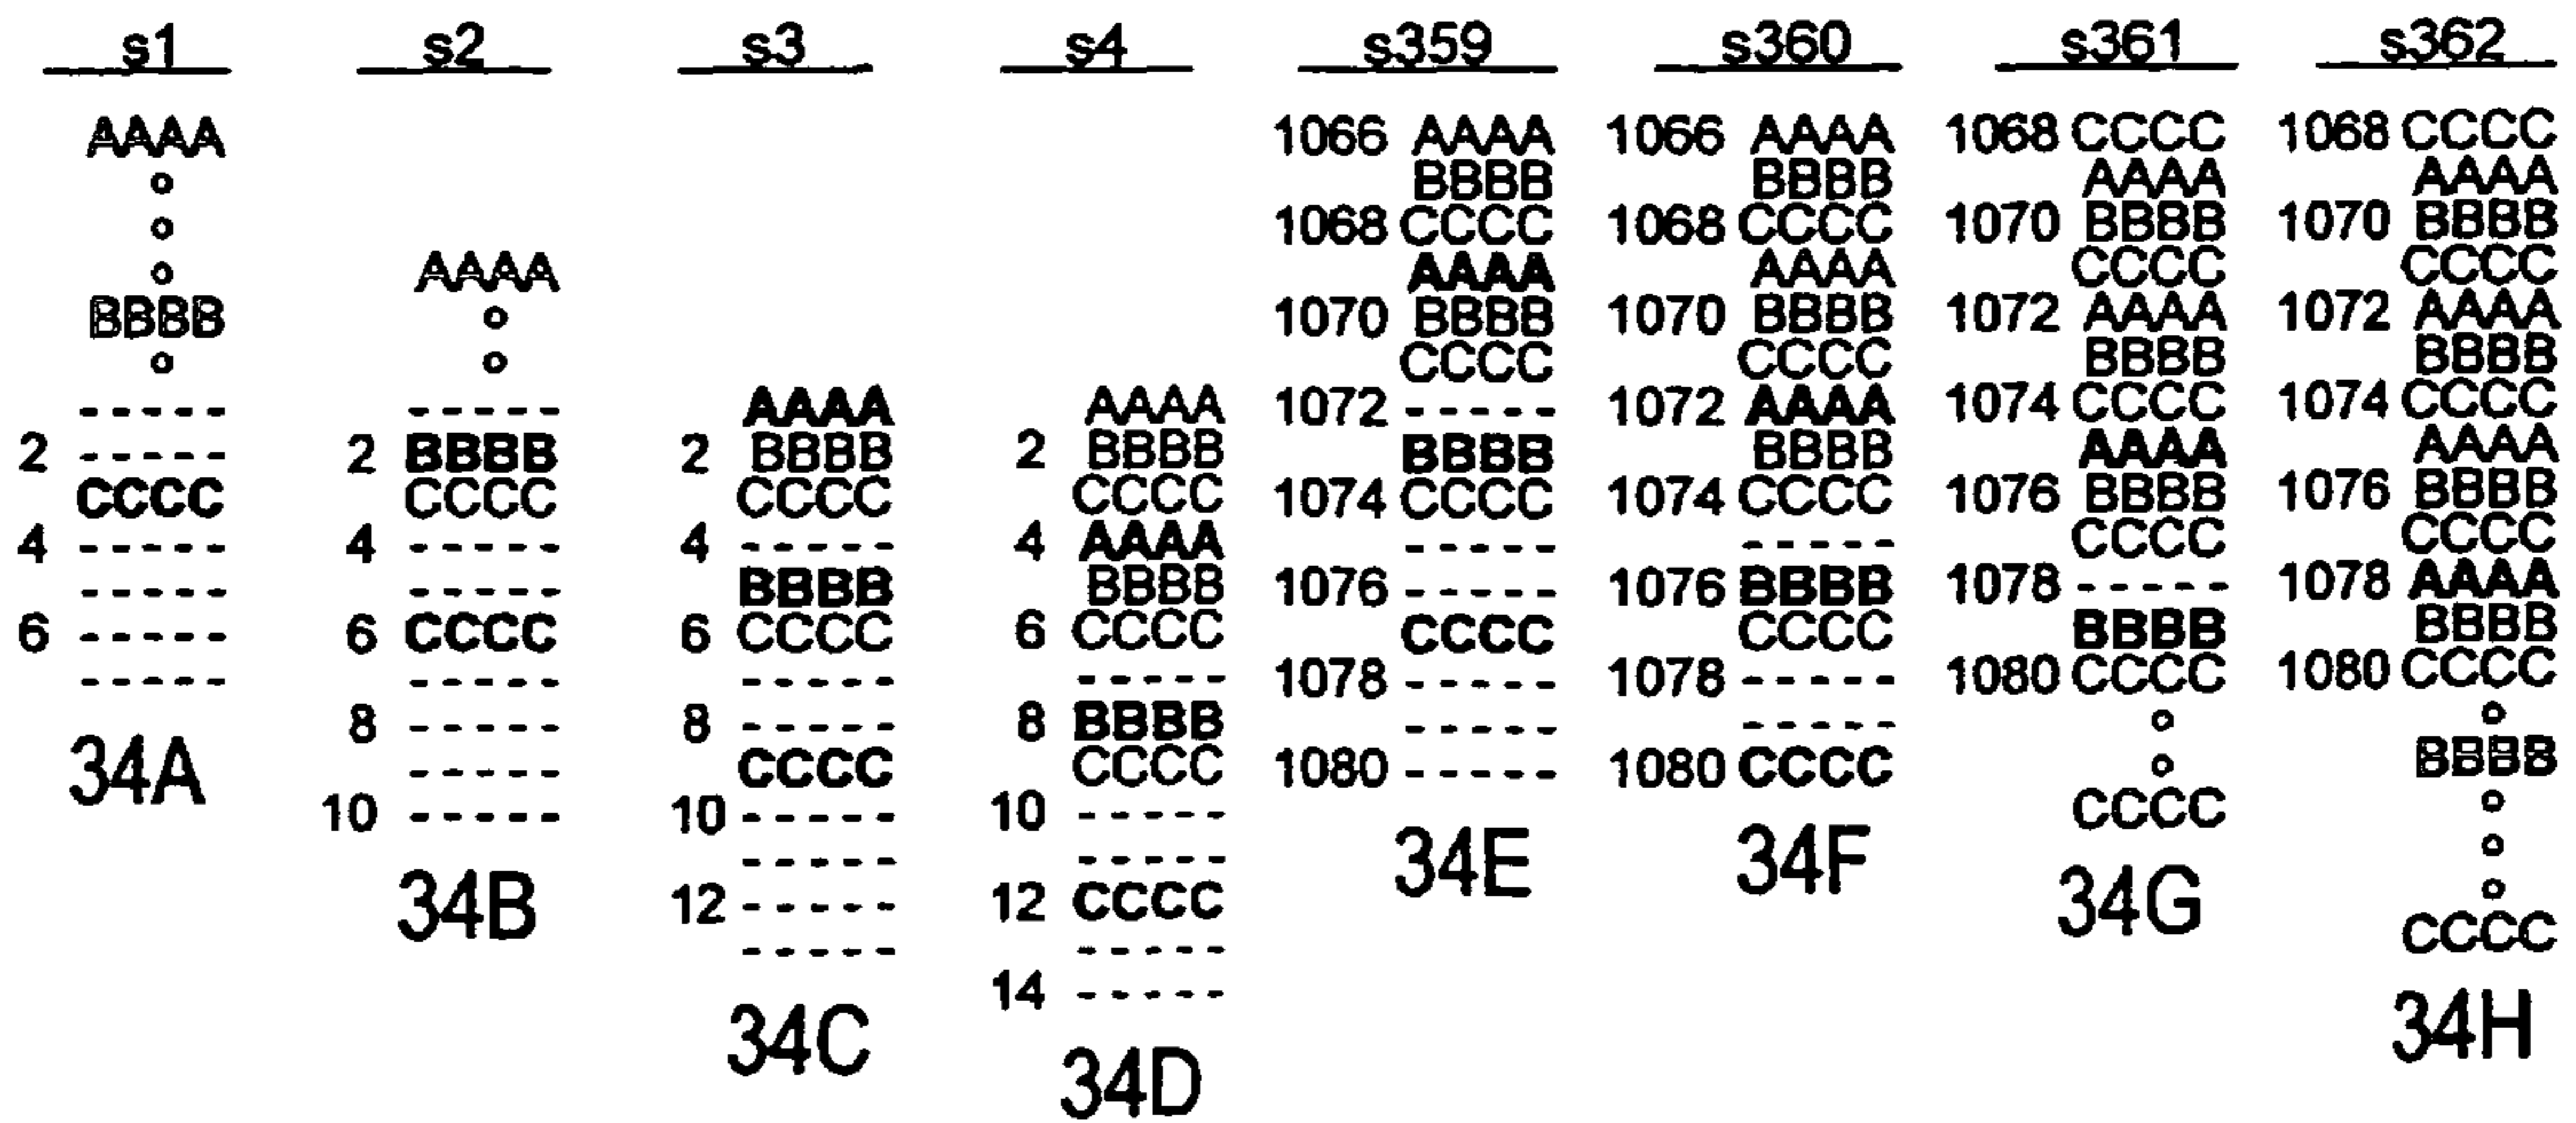 s1
AAAA
o
o
o
BBBB
o
-----
2 -----
CCCC
4 -----
-----
6 -----
-----
34A
s2
AAAA
o
o
-----
2 BBBB
CCCC
4 -----
-----
6 CCCC
-----
8 -----
-----
10 -----
34B
s3
AAAA
2 BBBB
CCCC
4 -----
BBBB
6 CCCC
-----
8 -----
CCCC
10 -----
-----
12 -----
-----
34C
s4
AAAA
2 BBBB
CCCC
4 AAAA
BBBB
6 CCCC
-----
8 BBBB
CCCC
10 -----
-----
12 CCCC
-----
14 -----
34D
s359
1066 AAAA
BBBB
1068 CCCC
AAAA
1070 BBBB
CCCC
1072 -----
BBBB
1074 CCCC
-----
1076 -----
CCCC
1078 -----
-----
1080 -----
34E
s360
1066 AAAA
BBBB
1068 CCCC
AAAA
1070 BBBB
CCCC
1072 AAAA
BBBB
1074 CCCC
-----
1076 BBBB
CCCC
1078 -----
-----
1080 CCCC
34F
s361
1068 CCCC
AAAA
1070 BBBB
CCCC
1072 AAAA
BBBB
1074 CCCC
AAAA
1076 BBBB
CCCC
1078 -----
BBBB
1080 CCCC
o
o
CCCC
34G
s362
1068 CCCC
AAAA
1070 BBBB
CCCC
1072 AAAA
BBBB
1074 CCCC
AAAA
1076 BBBB
CCCC
1078 AAAA
BBBB
1080 CCCC
o
BBBB
o
o
o
CCCC
34H